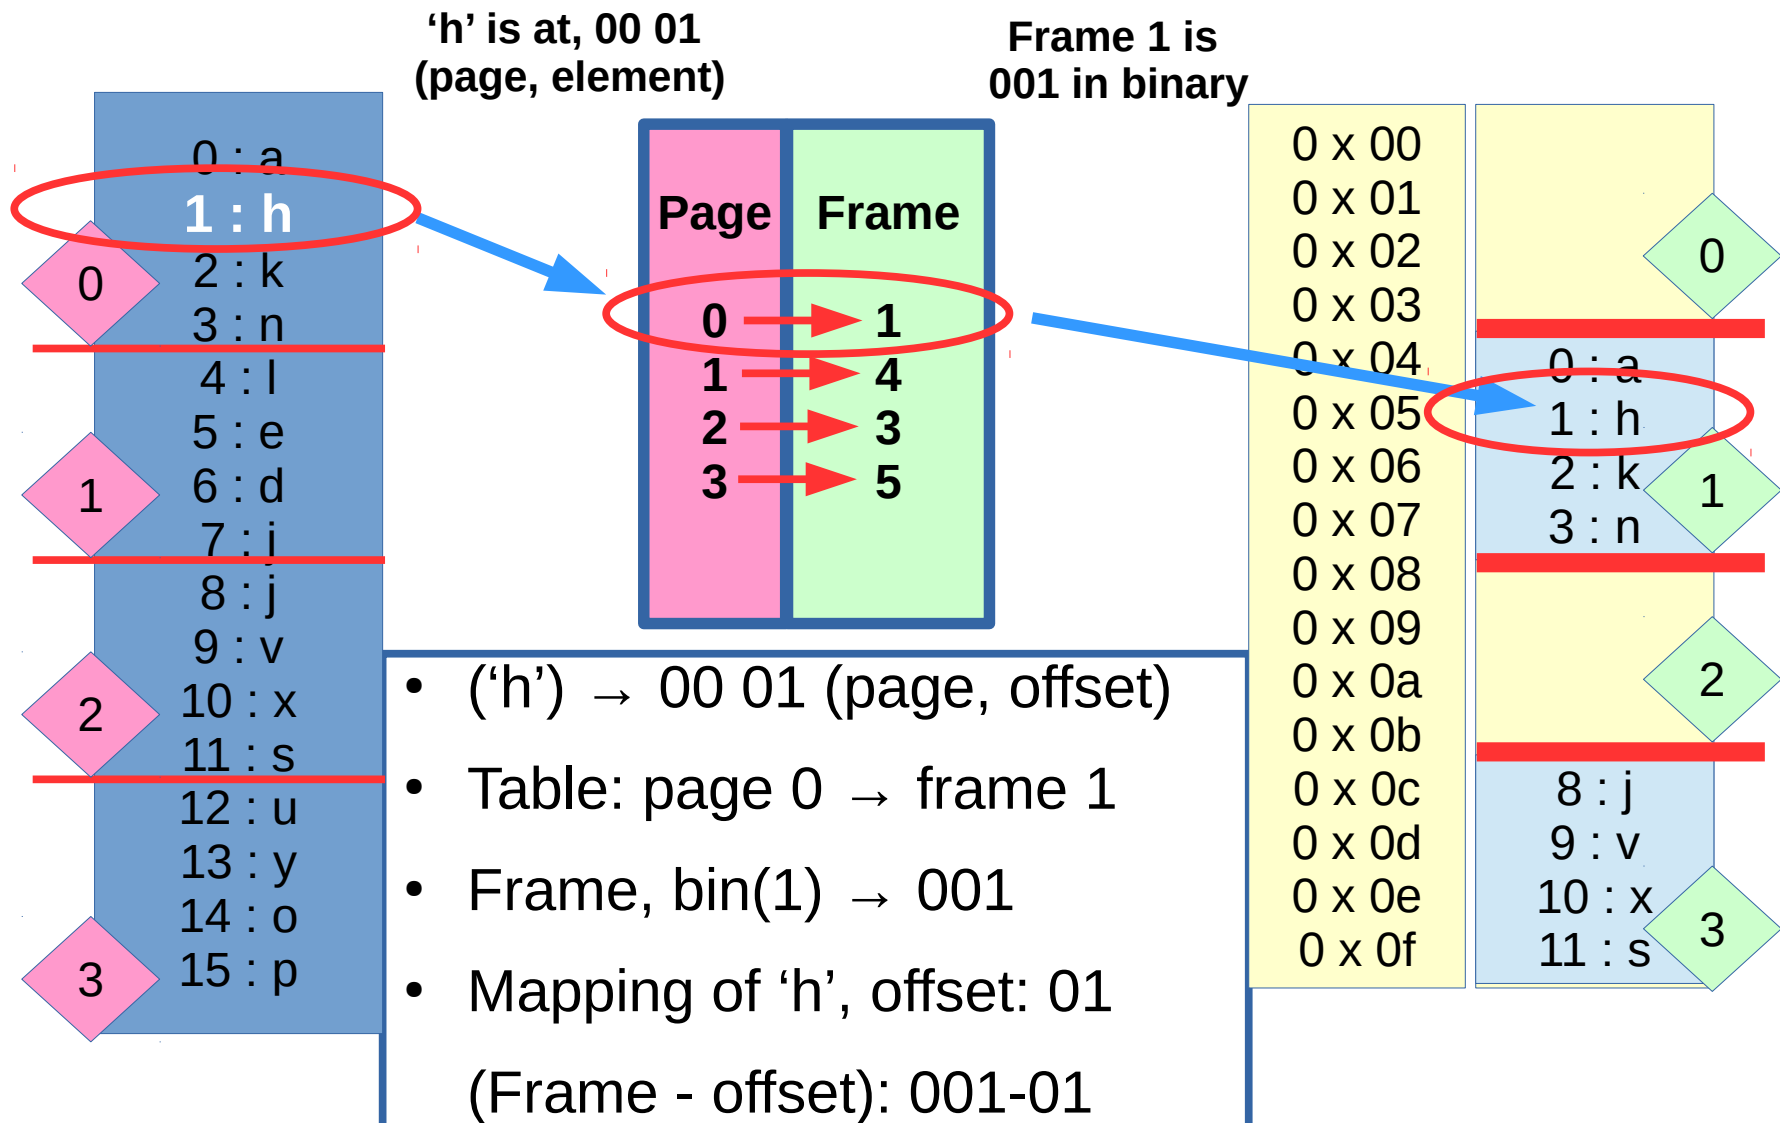 ‘h’ is at, 00 01
(page, element)
Frame 1 is
001 in binary
0 : a
1 : h
2 : k
3 : n
4 : l
5 : e
6 : d
7 : j
8 : j
9 : v
10 : x
11 : s
12 : u
13 : y
14 : o
15 : p
0
1
2
3
Page Frame
0 1
1 4
2 3
3 5
• (‘h’) → 00 01 (page, offset)
• Table: page 0 → frame 1
• Frame, bin(1) → 001
• Mapping of ‘h’, offset: 01
(Frame - offset): 001-01
0 x 00
0 x 01
0 x 02
0 x 03
0 x 04
0 x 05
0 x 06
0 x 07
0 x 08
0 x 09
0 x 0a
0 x 0b
0 x 0c
0 x 0d
0 x 0e
0 x 0f
0 : a
1 : h
2 : k
3 : n
8 : j
9 : v
10 : x
11 : s
0
1
2
3